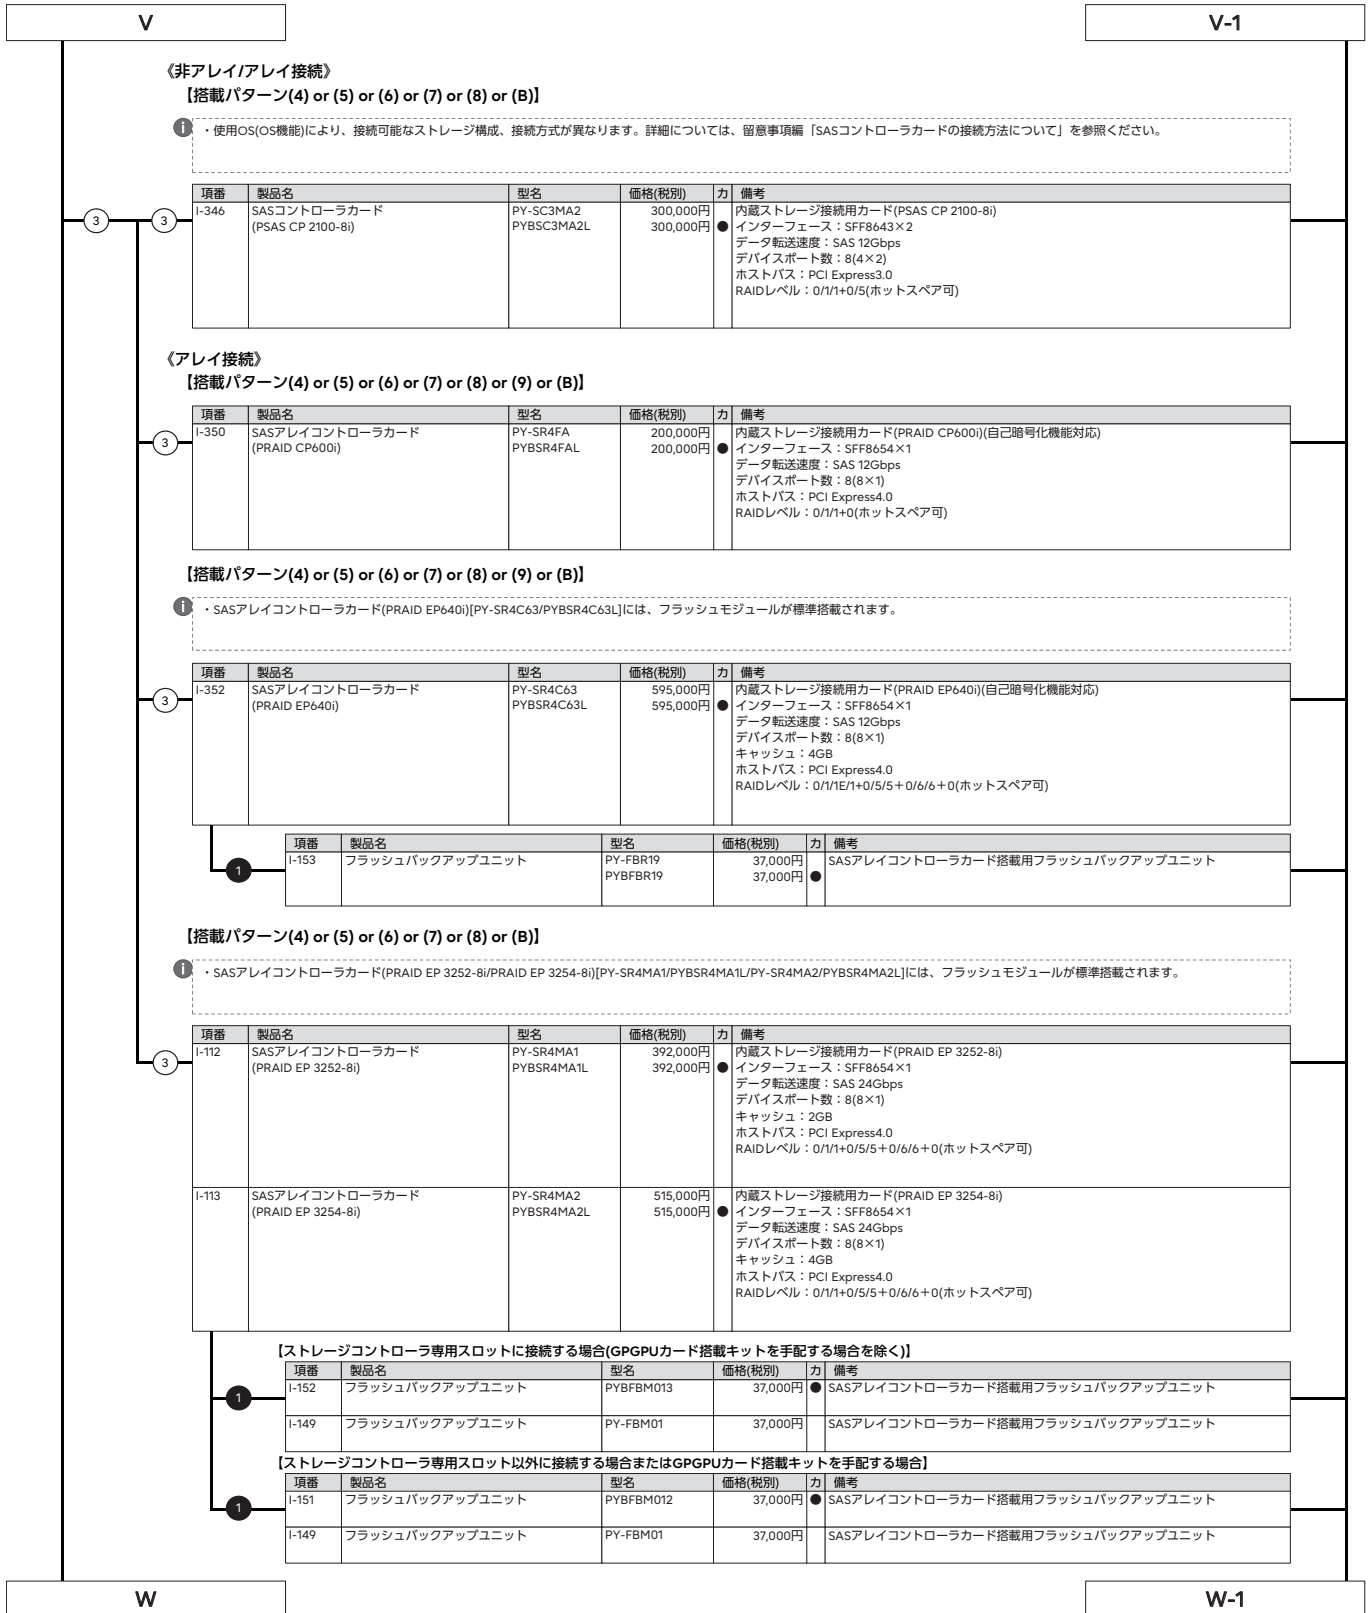 V
V-1
《非アレイ/アレイ接続》
【搭載パターン(4) or (5) or (6) or (7) or (8) or (B)】
・使用OS(OS機能)により、接続可能なストレージ構成、接続方式が異なります。詳細については、留意事項編「SASコントローラカードの接続方法について」を参照ください。
項番 製品名 型名 価格(税別) カ 備考
3 3 I-346 SASコントローラカード PY-SC3MA2 300,000円 内蔵ストレージ接続用カード(PSAS CP 2100-8i)
(PSAS CP 2100-8i) PYBSC3MA2L 300,000円 ● インターフェース：SFF8643×2
データ転送速度：SAS 12Gbps
デバイスポート数：8(4×2)
ホストバス：PCI Express3.0
RAIDレベル：0/1/1+0/5(ホットスペア可)
《アレイ接続》
【搭載パターン(4) or (5) or (6) or (7) or (8) or (9) or (B)】
項番 製品名 型名 価格(税別) カ 備考
3 I-350 SASアレイコントローラカード PY-SR4FA 200,000円 内蔵ストレージ接続用カード(PRAID CP600i)(自己暗号化機能対応)
(PRAID CP600i) PYBSR4FAL 200,000円 ● インターフェース：SFF8654×1
データ転送速度：SAS 12Gbps
デバイスポート数：8(8×1)
ホストバス：PCI Express4.0
RAIDレベル：0/1/1+0(ホットスペア可)
【搭載パターン(4) or (5) or (6) or (7) or (8) or (9) or (B)】
・SASアレイコントローラカード(PRAID EP640i)[PY-SR4C63/PYBSR4C63L]には、フラッシュモジュールが標準搭載されます。
項番 製品名 型名 価格(税別) カ 備考
3 I-352 SASアレイコントローラカード PY-SR4C63 595,000円 内蔵ストレージ接続用カード(PRAID EP640i)(自己暗号化機能対応)
(PRAID EP640i) PYBSR4C63L 595,000円 ● インターフェース：SFF8654×1
データ転送速度：SAS 12Gbps
デバイスポート数：8(8×1)
キャッシュ：4GB
ホストバス：PCI Express4.0
RAIDレベル：0/1/1E/1+0/5/5＋0/6/6＋0(ホットスペア可)
項番 製品名 型名 価格(税別) カ 備考
1 I-153 フラッシュバックアップユニット PY-FBR19 37,000円 SASアレイコントローラカード搭載用フラッシュバックアップユニット
PYBFBR19 37,000円 ●
【搭載パターン(4) or (5) or (6) or (7) or (8) or (B)】
・SASアレイコントローラカード(PRAID EP 3252-8i/PRAID EP 3254-8i)[PY-SR4MA1/PYBSR4MA1L/PY-SR4MA2/PYBSR4MA2L]には、フラッシュモジュールが標準搭載されます。
項番 製品名 型名 価格(税別) カ 備考
3 I-112 SASアレイコントローラカード PY-SR4MA1 392,000円 内蔵ストレージ接続用カード(PRAID EP 3252-8i)
(PRAID EP 3252-8i) PYBSR4MA1L 392,000円 ● インターフェース：SFF8654×1
データ転送速度：SAS 24Gbps
デバイスポート数：8(8×1)
キャッシュ：2GB
ホストバス：PCI Express4.0
RAIDレベル：0/1/1+0/5/5＋0/6/6＋0(ホットスペア可)
I-113 SASアレイコントローラカード PY-SR4MA2 515,000円 内蔵ストレージ接続用カード(PRAID EP 3254-8i)
(PRAID EP 3254-8i) PYBSR4MA2L 515,000円 ● インターフェース：SFF8654×1
データ転送速度：SAS 24Gbps
デバイスポート数：8(8×1)
キャッシュ：4GB
ホストバス：PCI Express4.0
RAIDレベル：0/1/1+0/5/5＋0/6/6＋0(ホットスペア可)
【ストレージコントローラ専用スロットに接続する場合(GPGPUカード搭載キットを手配する場合を除く)】
項番 製品名 型名 価格(税別) カ 備考
1 I-152 フラッシュバックアップユニット PYBFBM013 37,000円 ● SASアレイコントローラカード搭載用フラッシュバックアップユニット
I-149 フラッシュバックアップユニット PY-FBM01 37,000円 SASアレイコントローラカード搭載用フラッシュバックアップユニット
【ストレージコントローラ専用スロット以外に接続する場合またはGPGPUカード搭載キットを手配する場合】
項番 製品名 型名 価格(税別) カ 備考
1 I-151 フラッシュバックアップユニット PYBFBM012 37,000円 ● SASアレイコントローラカード搭載用フラッシュバックアップユニット
I-149 フラッシュバックアップユニット PY-FBM01 37,000円 SASアレイコントローラカード搭載用フラッシュバックアップユニット
W
W-1